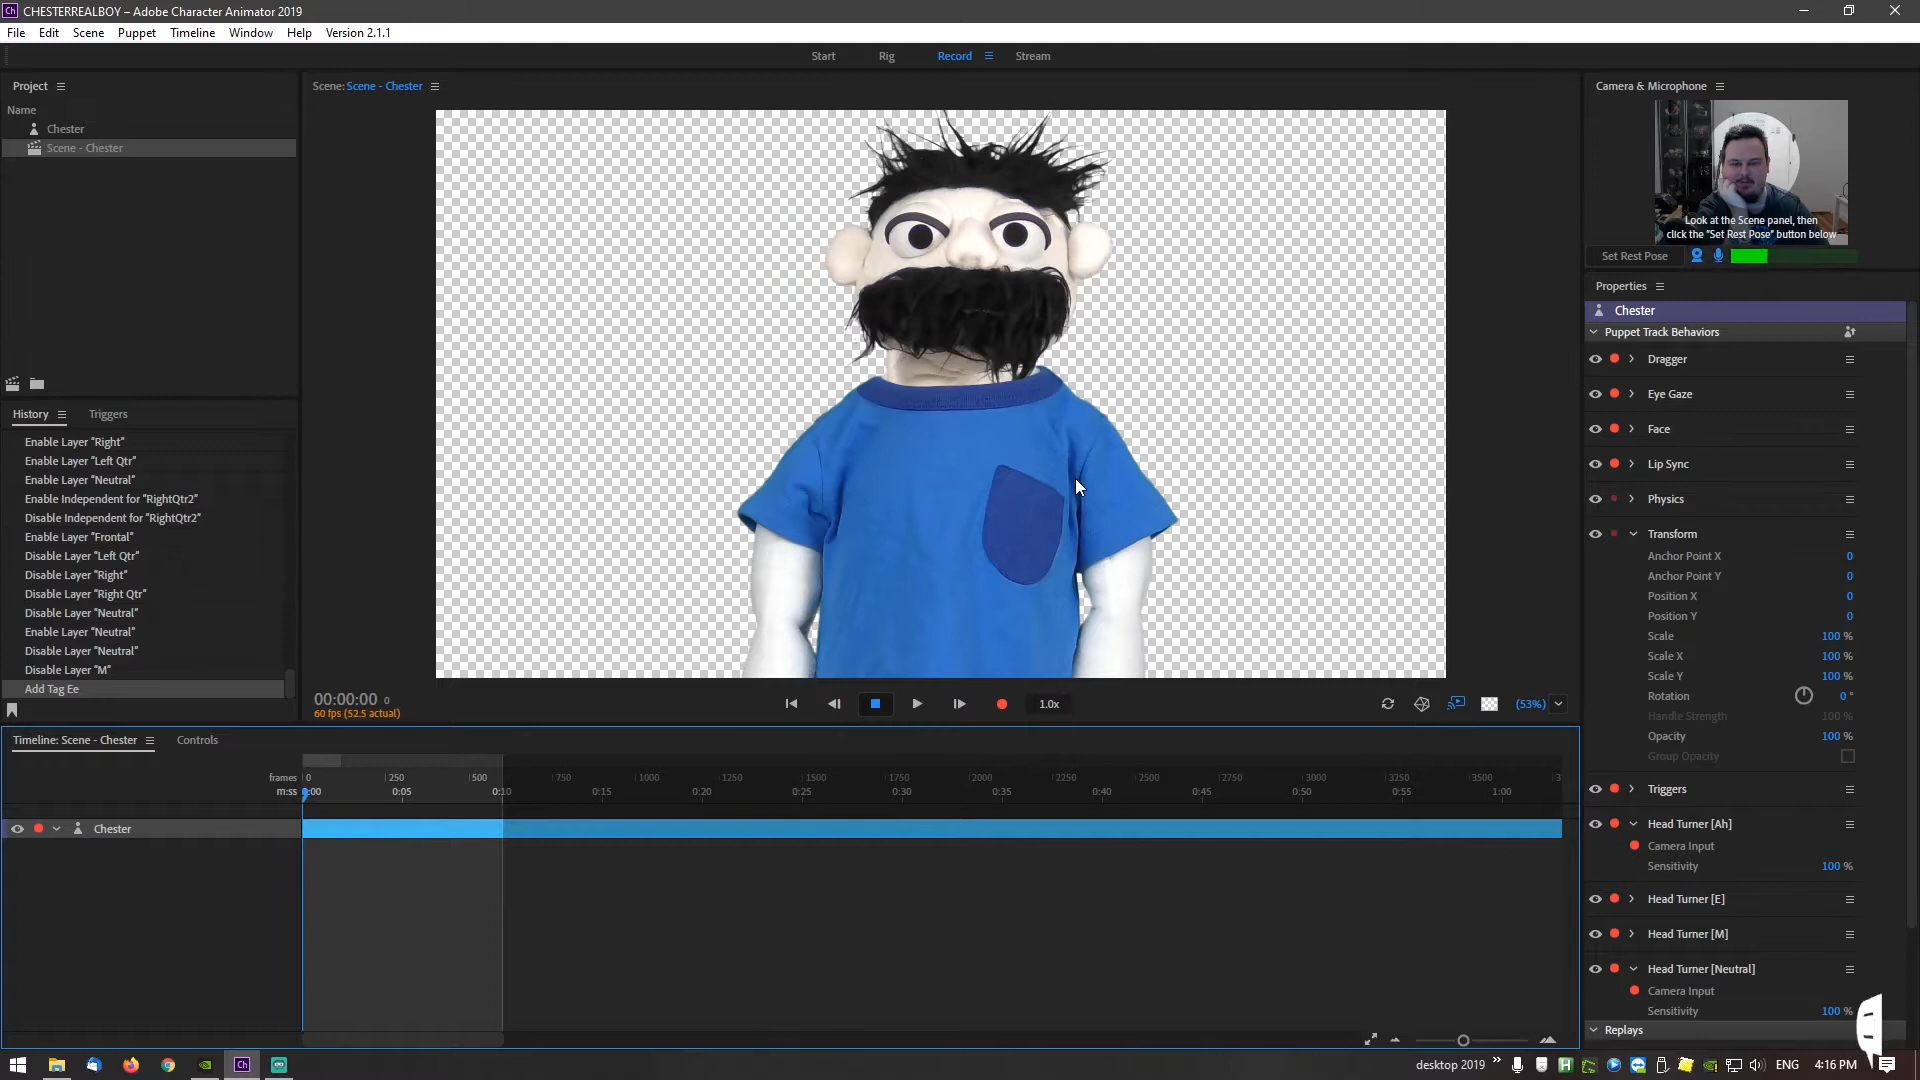 Ch CHESTERREALBOY – Adobe Character Animator 2019
File Edit Scene Puppet Timeline Window Help Version 2.1.1
Start Rig Record Stream
Project
Name
Chester
Scene - Chester
History Triggers
Enable Layer “Right”
Enable Layer “Left Qtr”
Enable Layer “Neutral”
Enable Independent for “RightQtr2”
Disable Independent for “RightQtr2”
Enable Layer “Frontal”
Disable Layer “Left Qtr”
Disable Layer “Right”
Disable Layer “Right Qtr”
Disable Layer “Neutral”
Enable Layer “Neutral”
Disable Layer “Neutral”
Disable Layer “M”
Add Tag Ee
Scene: Scene - Chester
00:00:00 0
60 fps (52.5 actual)
1.0x
(53%)
Camera & Microphone
Look at the Scene panel, then
click the "Set Rest Pose" button below
Set Rest Pose
Properties
Chester
Puppet Track Behaviors
Dragger
Eye Gaze
Face
Lip Sync
Physics
Transform
Anchor Point X 0
Anchor Point Y 0
Position X 0
Position Y 0
Scale 100 %
Scale X 100 %
Scale Y 100 %
Rotation 0 °
Handle Strength 100 %
Opacity 100 %
Group Opacity
Triggers
Head Turner [Ah]
Camera Input
Sensitivity 100 %
Head Turner [E]
Head Turner [M]
Head Turner [Neutral]
Camera Input
Sensitivity 100 %
Replays
Timeline: Scene - Chester Controls
frames 0 250 500 750 1000 1250 1500 1750 2000 2250 2500 2750 3000 3250 3500 3
m:ss 0:00 0:05 0:10 0:15 0:20 0:25 0:30 0:35 0:40 0:45 0:50 0:55 1:00
Chester
Ch
desktop 2019 ENG 4:16 PM